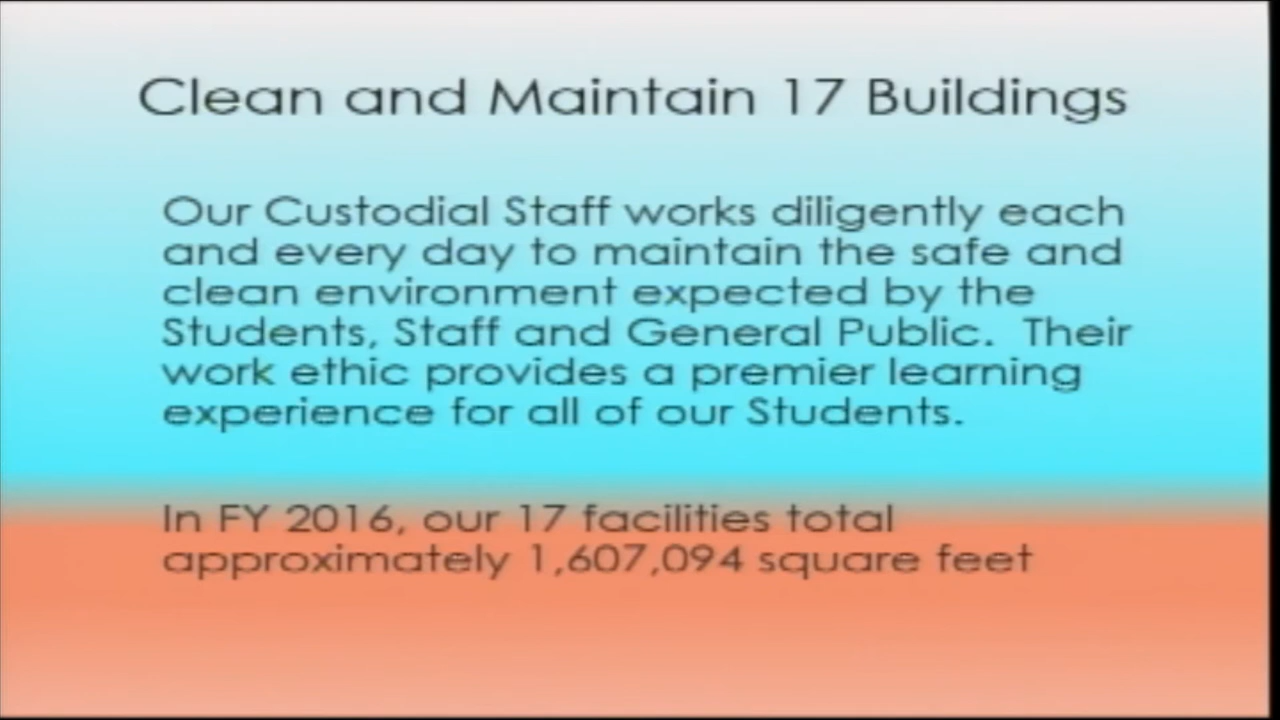 Clean and Maintain 17 Buildings
Our Custodial Staff works diligently each
and every day to maintain the safe and
clean environment expected by the
Students, Staff and General Public.  Their
work ethic provides a premier learning
experience for all of our Students.
In FY 2016, our 17 facilities total
approximately 1,607,094 square feet